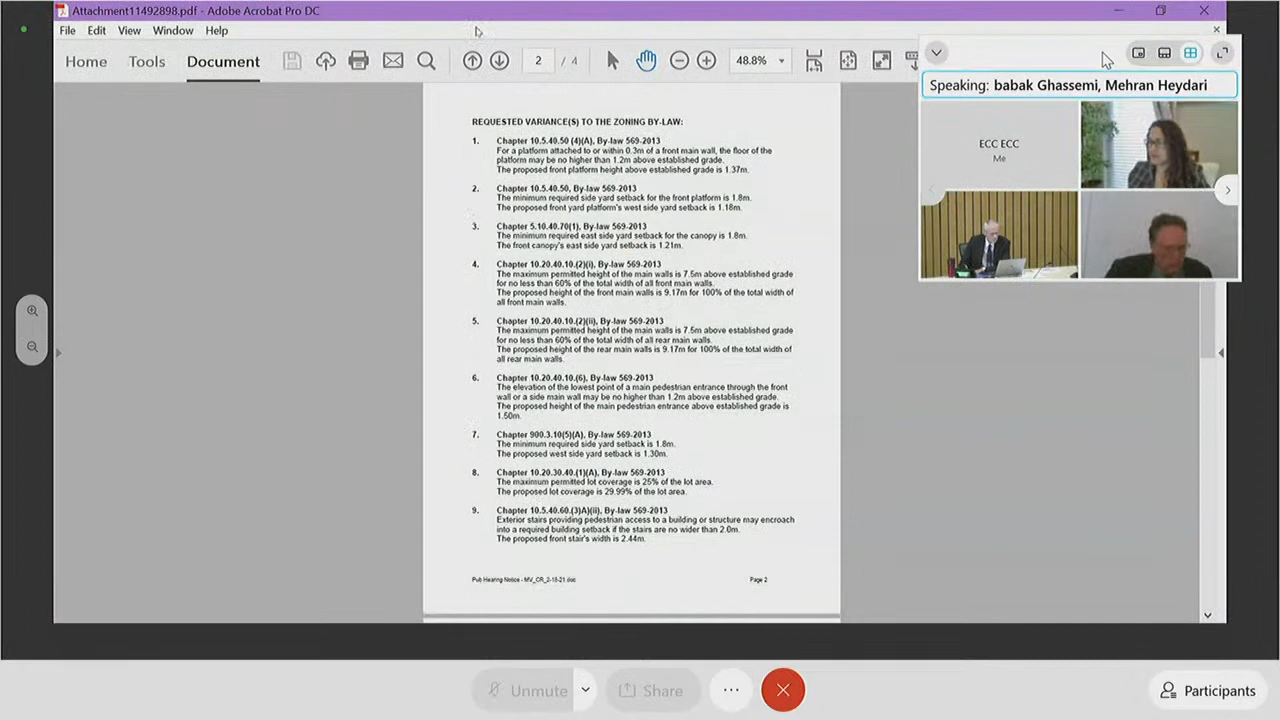 Attachment11492898.pdf - Adobe Acrobat Pro DC
File Edit View Window Help
Home Tools Document 2 / 4 48.8%
Speaking: babak Ghassemi, Mehran Heydari
ECC ECC
Me
REQUESTED VARIANCE(S) TO THE ZONING BY-LAW:
1. Chapter 10.5.40.50 (4)(A), By-law 569-2013
For a platform attached to or within 0.3m of a front main wall, the floor of the
platform may be no higher than 1.2m above established grade.
The proposed front platform height above established grade is 1.37m.
2. Chapter 10.5.40.50, By-law 569-2013
The minimum required side yard setback for the front platform is 1.8m.
The proposed front yard platform's west side yard setback is 1.18m.
3. Chapter 5.10.40.70(1), By-law 569-2013
The minimum required east side yard setback for the canopy is 1.8m.
The front canopy's east side yard setback is 1.21m.
4. Chapter 10.20.40.10.(2)(i), By-law 569-2013
The maximum permitted height of the main walls is 7.5m above established grade
for no less than 60% of the total width of all front main walls.
The proposed height of the front main walls is 9.17m for 100% of the total width of
all front main walls.
5. Chapter 10.20.40.10.(2)(ii), By-law 569-2013
The maximum permitted height of the main walls is 7.5m above established grade
for no less than 60% of the total width of all rear main walls.
The proposed height of the rear main walls is 9.17m for 100% of the total width of
all rear main walls.
6. Chapter 10.20.40.10.(6), By-law 569-2013
The elevation of the lowest point of a main pedestrian entrance through the front
wall or a side main wall may be no higher than 1.2m above established grade.
The proposed height of the main pedestrian entrance above established grade is
1.50m.
7. Chapter 900.3.10(5)(A), By-law 569-2013
The minimum required side yard setback is 1.8m.
The proposed west side yard setback is 1.30m.
8. Chapter 10.20.30.40.(1)(A), By-law 569-2013
The maximum permitted lot coverage is 25% of the lot area.
The proposed lot coverage is 29.99% of the lot area.
9. Chapter 10.5.40.60.(3)A)(ii), By-law 569-2013
Exterior stairs providing pedestrian access to a building or structure may encroach
into a required building setback if the stairs are no wider than 2.0m.
The proposed front stair's width is 2.44m.
Pub Hearing Notice - MV_CR_2-18-21.doc Page 2
Unmute Share Participants